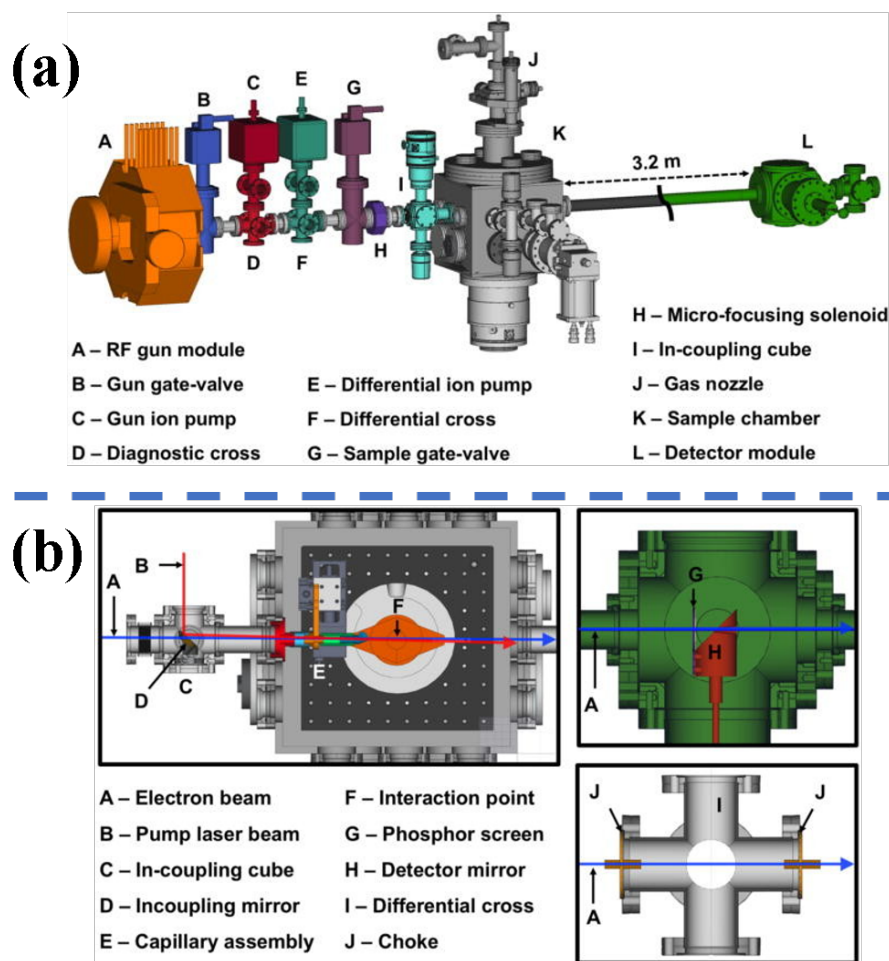 (a)
A
B
C
E
G
J
K
I
3.2 m
L
D
F
H
H – Micro-focusing solenoid
A – RF gun module
I – In-coupling cube
B – Gun gate-valve
E – Differential ion pump
J – Gas nozzle
C – Gun ion pump
F – Differential cross
K – Sample chamber
D – Diagnostic cross
G – Sample gate-valve
L – Detector module
(b)
B
A
F
E
C
D
G
H
A
J
I
J
A
A – Electron beam
F – Interaction point
B – Pump laser beam
G – Phosphor screen
C – In-coupling cube
H – Detector mirror
D – Incoupling mirror
I – Differential cross
E – Capillary assembly
J – Choke